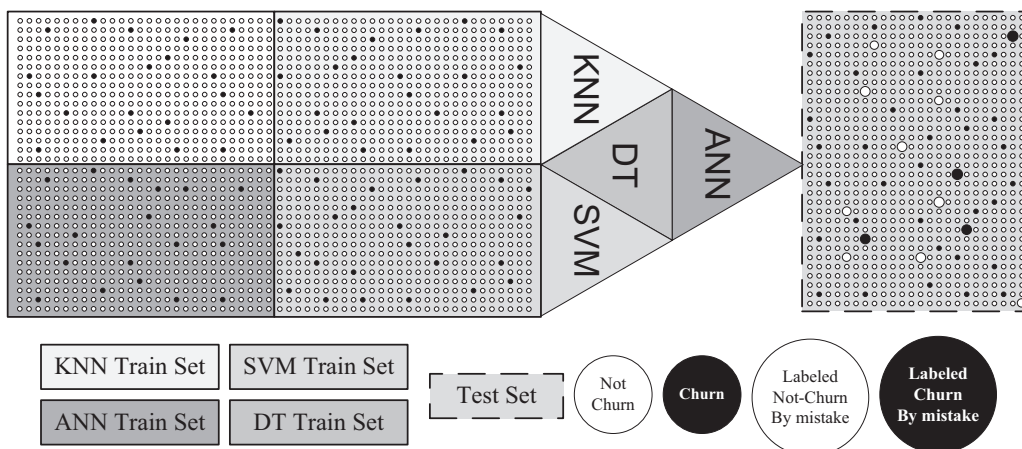 KNN
DT
ANN
SVM
KNN Train Set
SVM Train Set
ANN Train Set
DT Train Set
Test Set
Not
Churn
Churn
Labeled
Not-Churn
By mistake
Labeled
Churn
By mistake